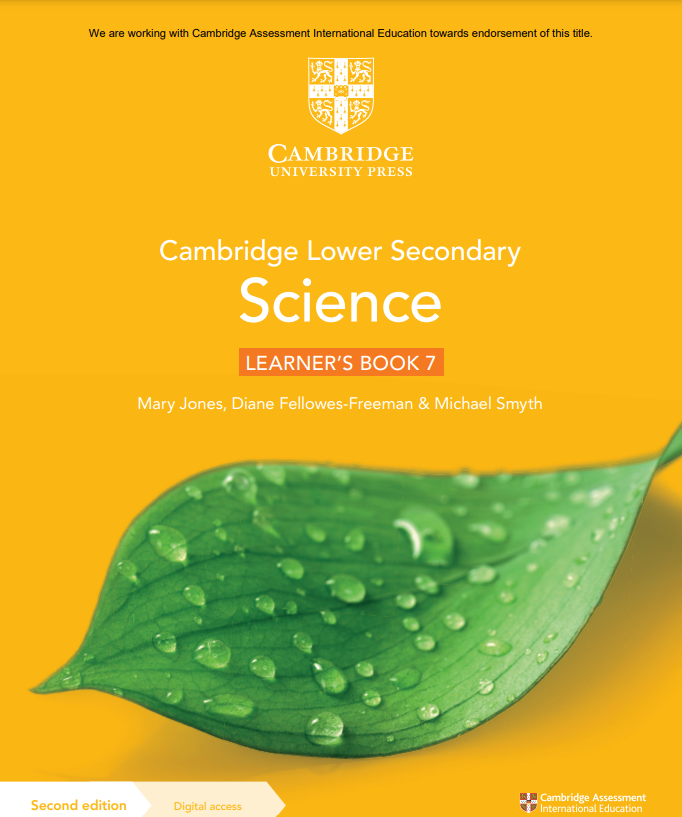 We are working with Cambridge Assessment International Education towards endorsement of this title.
CAMBRIDGE
UNIVERSITY PRESS
Cambridge Lower Secondary
Science
LEARNER'S BOOK 7
Mary Jones, Diane Fellowes-Freeman & Michael Smyth
Second edition
Digital access
Cambridge Assessment
International Education